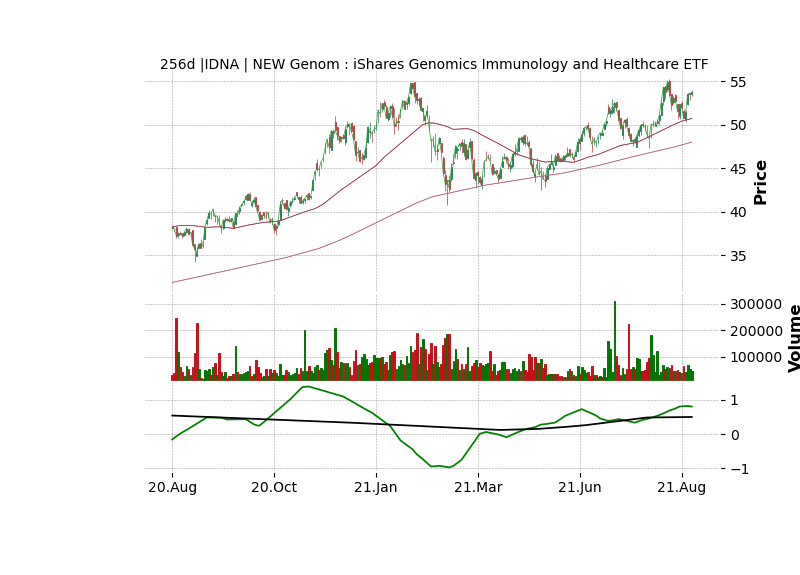 256d |IDNA | NEW Genom : iShares Genomics Immunology and Healthcare ETF
55
50
45
40
35
Price
300000
200000
100000
Volume
1
0
−1
20.Aug 20.Oct 21.Jan 21.Mar 21.Jun 21.Aug